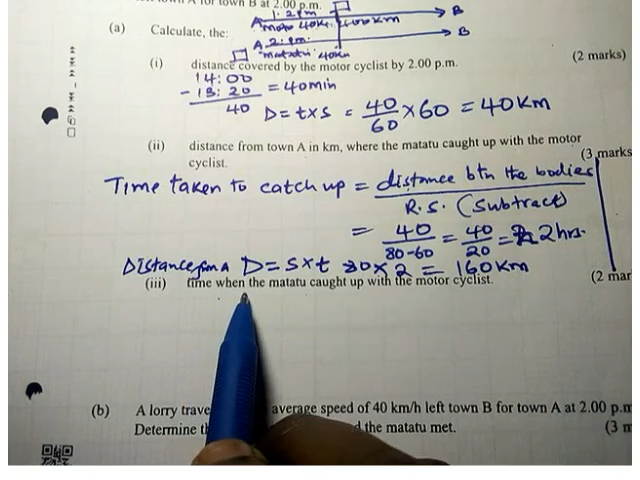 for town B at 2.00 p.m.
1.20pm
A B
moto 40km 400km
(a) Calculate, the:
A 2:pm B
matatu 40km
(i) distance covered by the motor cyclist by 2.00 p.m. (2 marks)
14:00
- 13:20 = 40min
40 D = t×s = 40/60 × 60 = 40Km
(ii) distance from town A in km, where the matatu caught up with the motor
cyclist. (3 marks
Time taken to catch up = distance btn the bodies
R.S. (Subtract)
= 40/80-60 = 40/20 = 2hrs.
Distance from A D = s×t 80×2 = 160Km
(iii) time when the matatu caught up with the motor cyclist. (2 mar
(b) A lorry trave average speed of 40 km/h left town B for town A at 2.00 p.m
Determine th d the matatu met. (3 m